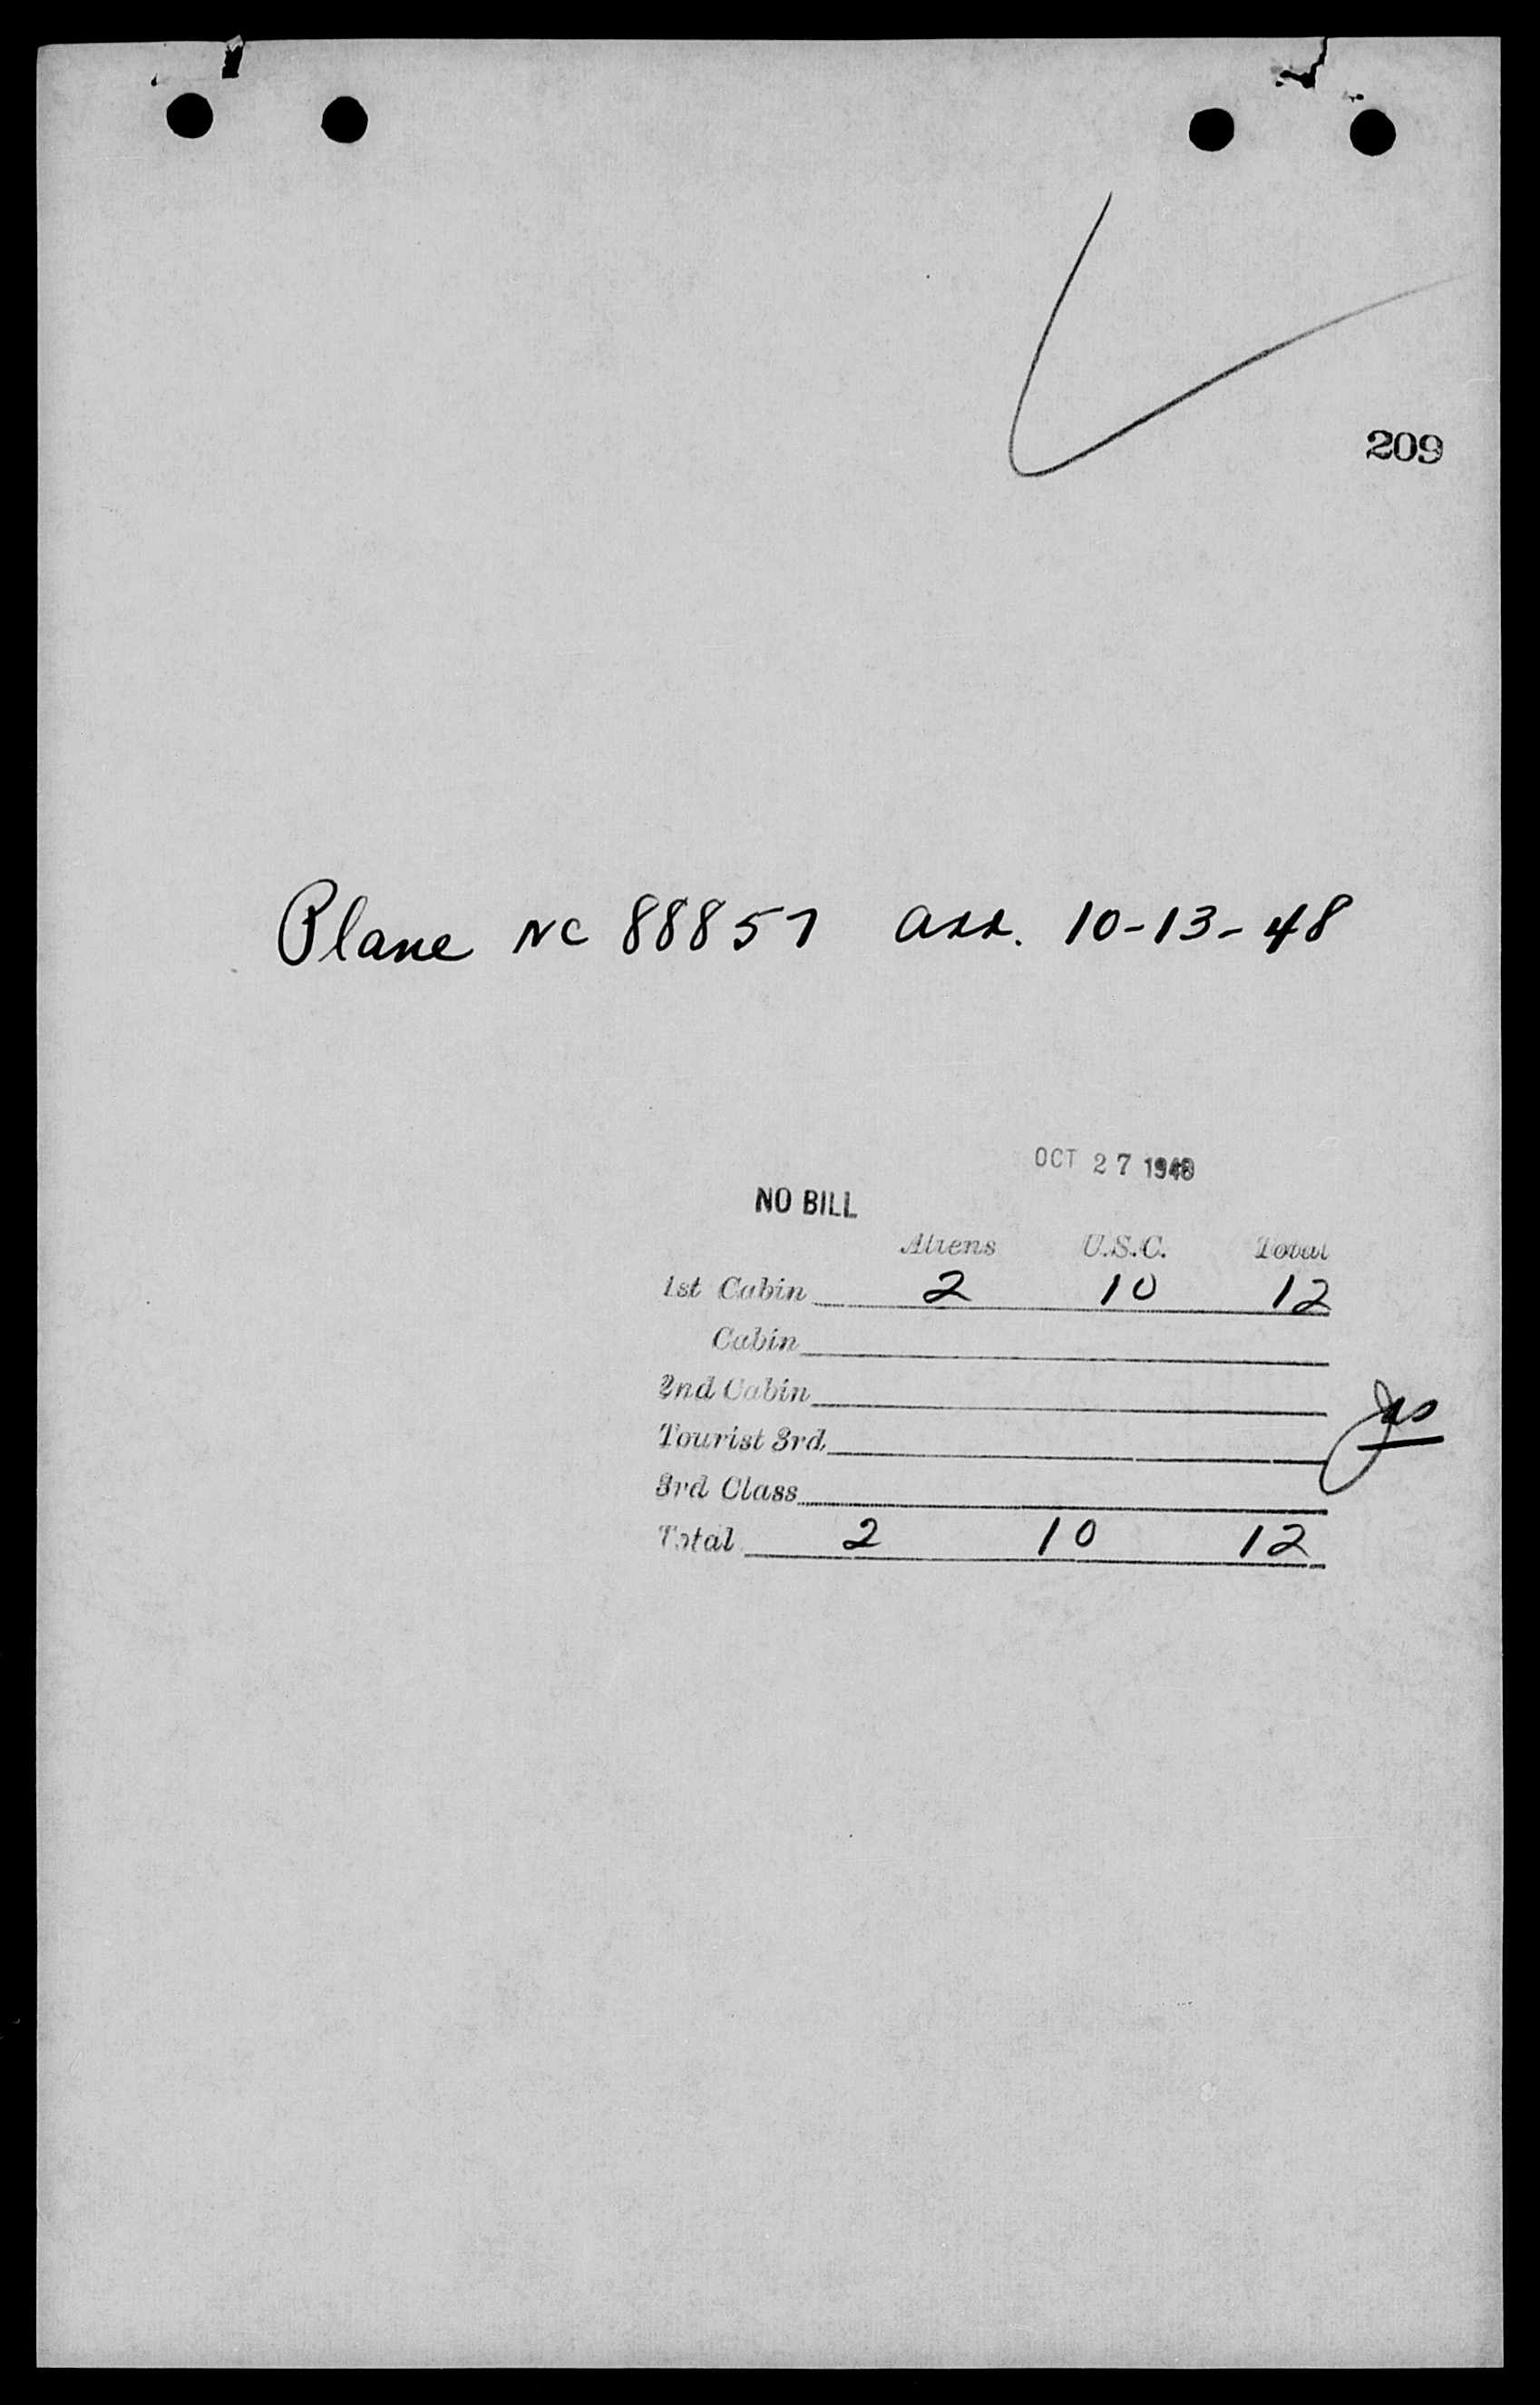 209
Plane NC 88857 arr. 10-13-48
OCT 27 1948
NO BILL
Aliens U.S.C. Total
1st Cabin 2 10 12
Cabin
2nd Cabin
Tourist 3rd
3rd Class
Total 2 10 12